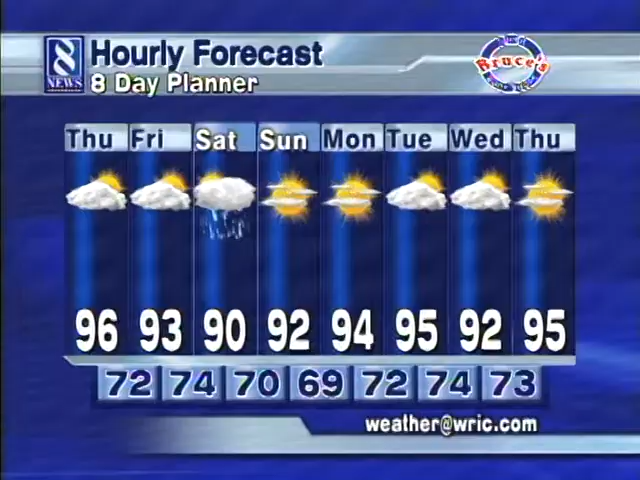 8
NEWS
Hourly Forecast
8 Day Planner
Bruce's
Thu Fri Sat Sun Mon Tue Wed Thu
96 93 90 92 94 95 92 95
72 74 70 69 72 74 73
weather@wric.com